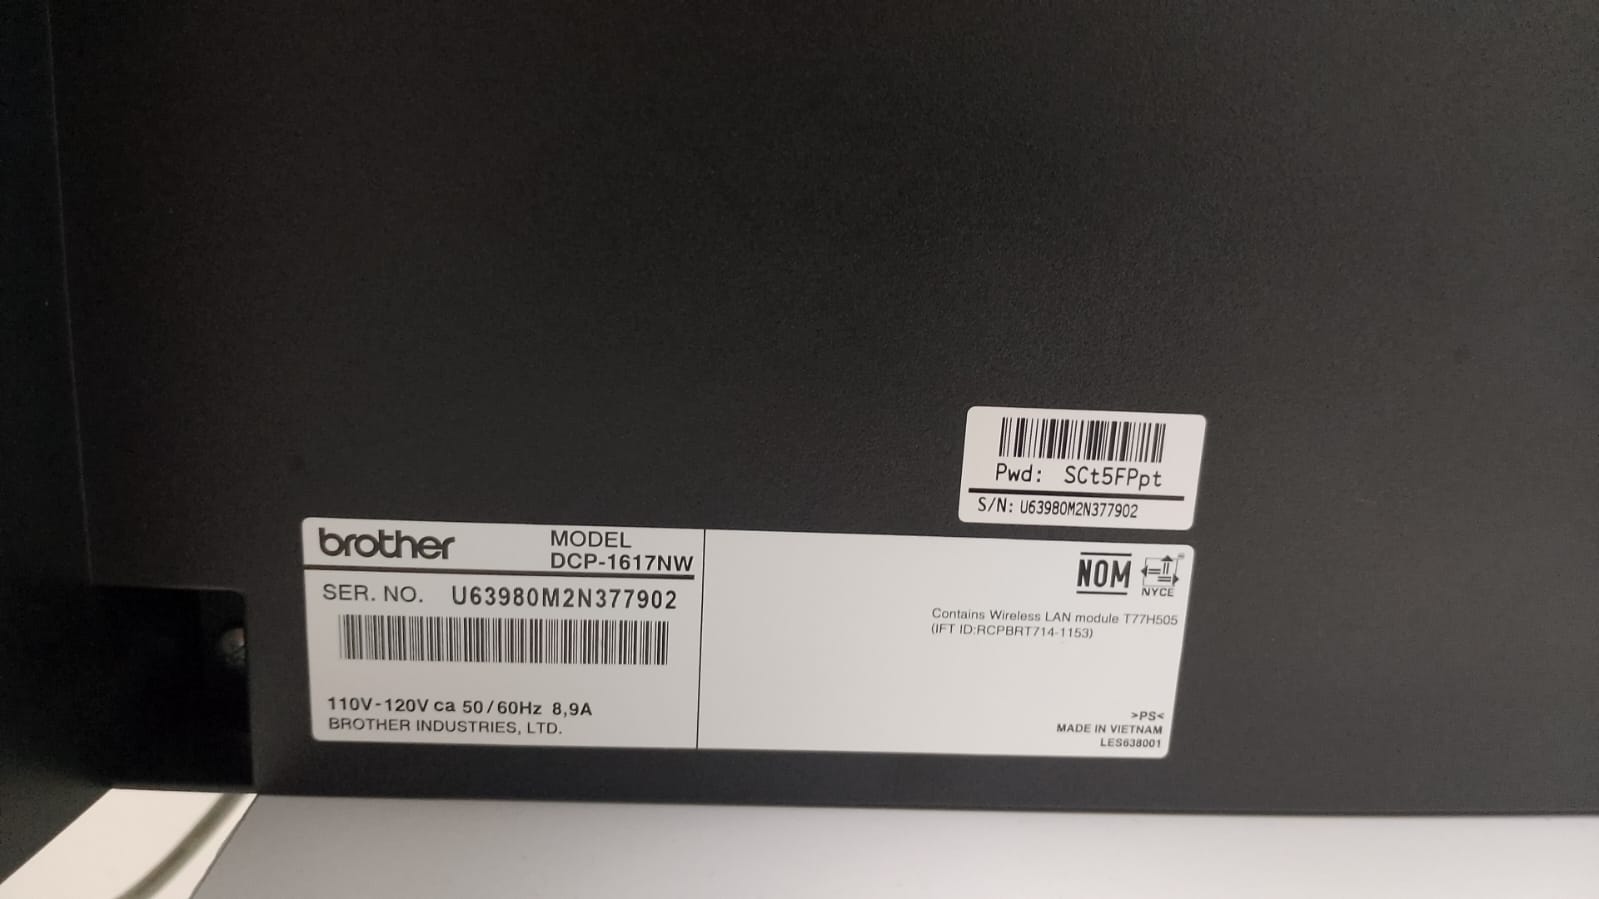 Pwd: SCt5FPpt
S/N: U63980M2N377902
brother
MODEL
DCP-1617NW
SER. NO. U63980M2N377902
110V-120V ca 50/60Hz 8,9A
BROTHER INDUSTRIES, LTD.
NOM
NYCE
Contains Wireless LAN module T77H505
(IFT ID:RCPBRT714-1153)
>PS<
MADE IN VIETNAM
LES638001